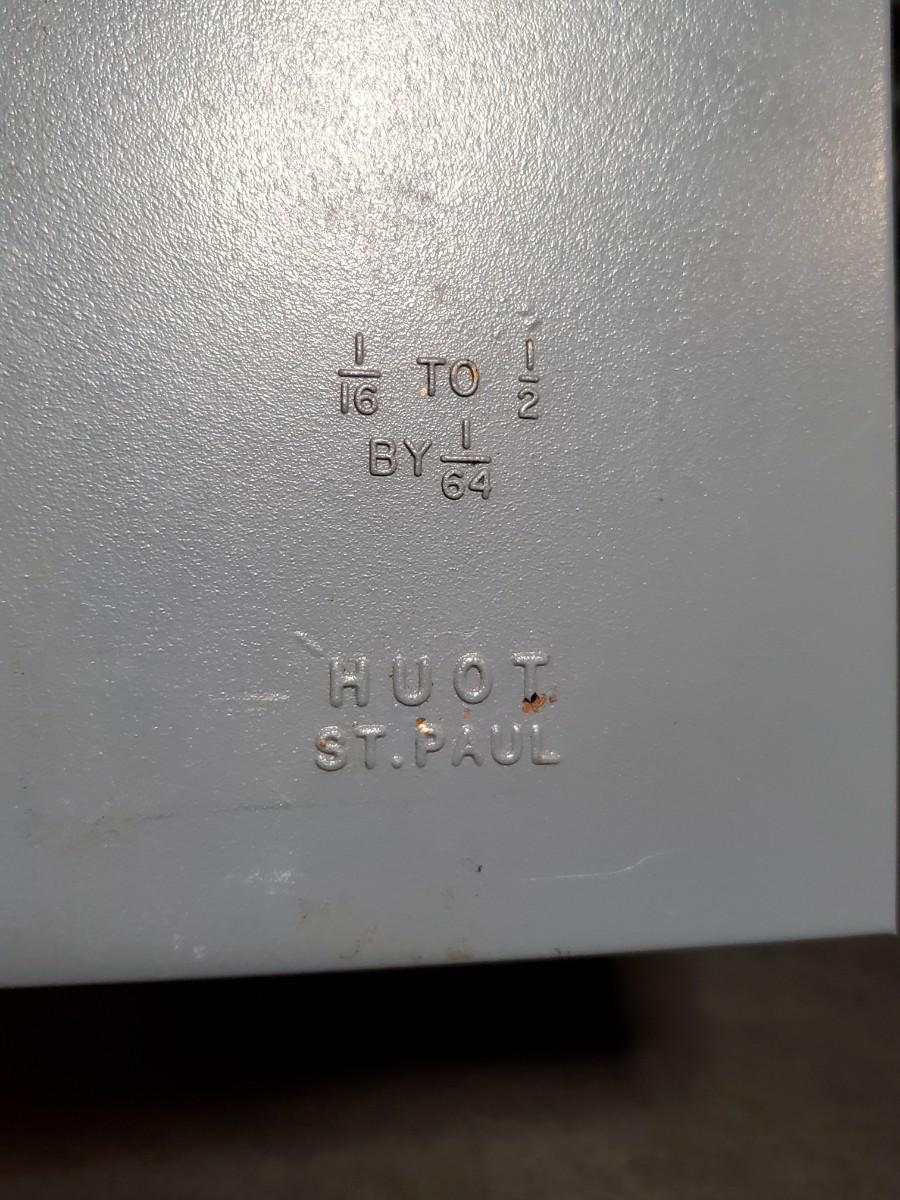 1/16 TO 1/2
BY 1/64
HUOT
ST. PAUL